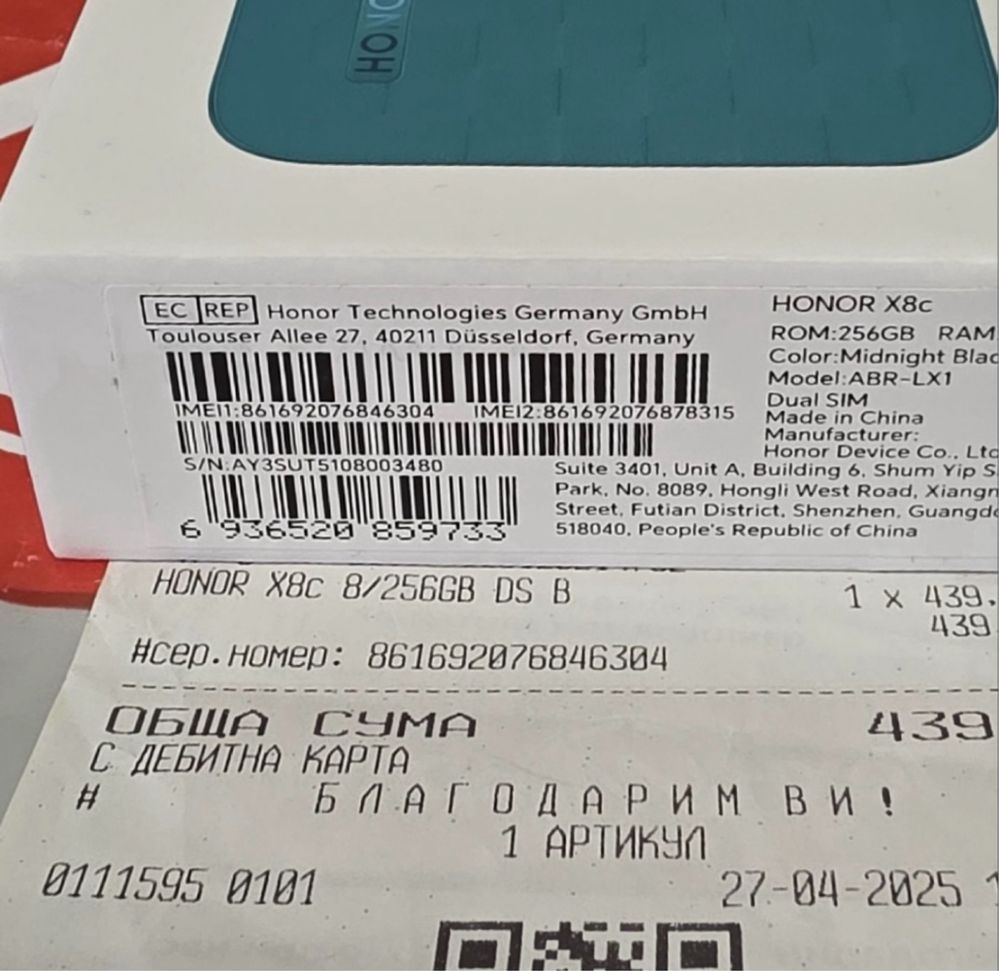 HONO
EC REP Honor Technologies Germany GmbH
Toulouser Allee 27, 40211 Düsseldorf, Germany
IMEI1:861692076846304 IMEI2:861692076878315
S/N:AY3SUT5108003480
6 936520 859733
HONOR X8c
ROM:256GB RAM
Color:Midnight Blac
Model:ABR-LX1
Dual SIM
Made in China
Manufacturer:
Honor Device Co., Ltd
Suite 3401, Unit A, Building 6, Shum Yip S
Park, No. 8089, Hongli West Road, Xiangm
Street, Futian District, Shenzhen, Guangdo
518040, People's Republic of China
HONOR X8c 8/256GB DS B 1 x 439.
439
#сер.номер: 861692076846304
ОБЩА СУМА 439
С ДЕБИТНА КАРТА
# БЛАГОДАРИМ ВИ!
1 АРТИКУЛ
0111595 0101 27-04-2025 1